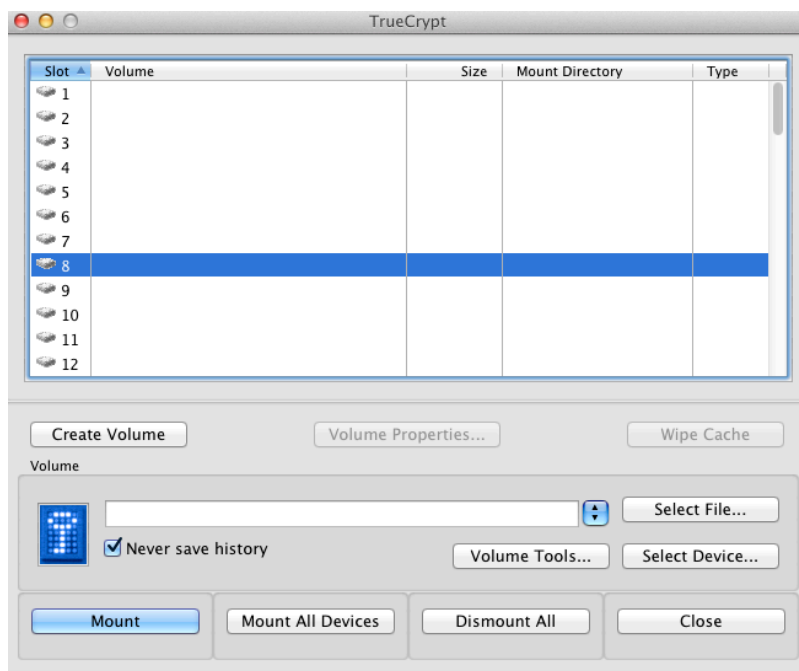 TrueCrypt
Slot Volume Size Mount Directory Type
1
2
3
4
5
6
7
8
9
10
11
12
Create Volume Volume Properties... Wipe Cache
Volume
Select File...
Never save history Volume Tools... Select Device...
Mount Mount All Devices Dismount All Close